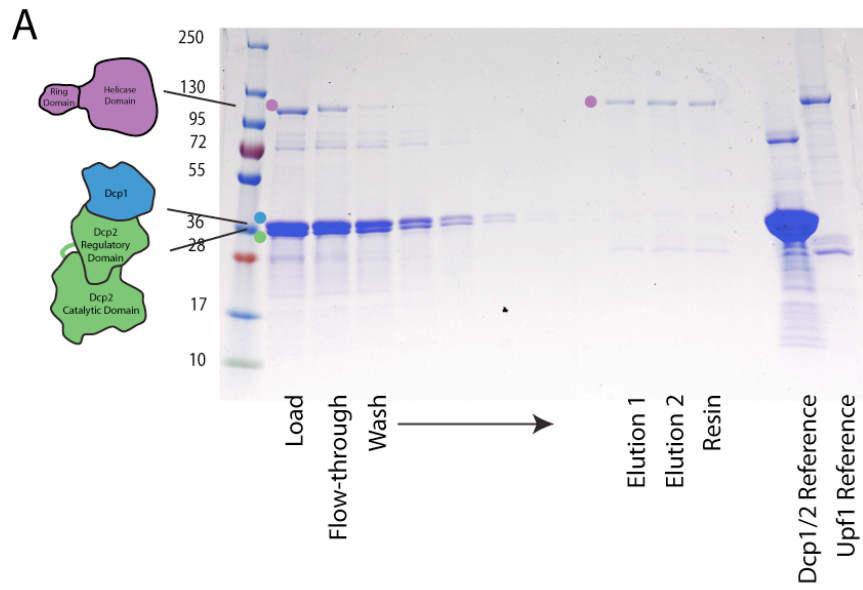 A
250
130
95
72
55
36
28
17
10
Ring
Domain
Helicase
Domain
Dcp1
Dcp2
Regulatory
Domain
Dcp2
Catalytic Domain
Load
Flow-through
Wash
Elution 1
Elution 2
Resin
Dcp1/2 Reference
Upf1 Reference